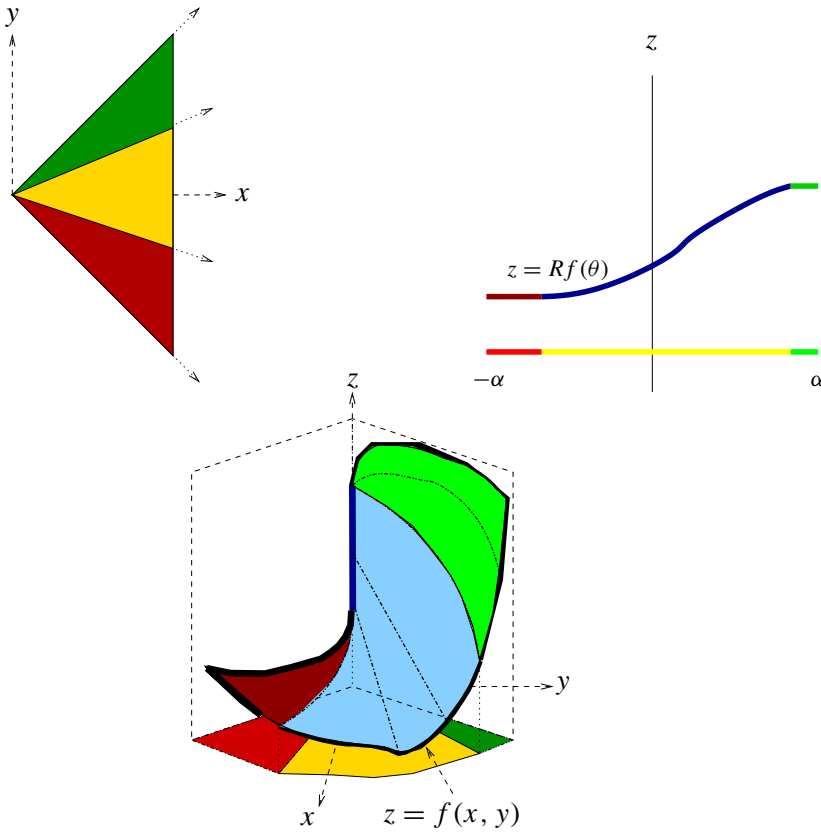 y
x
z
z = Rf(θ)
−α
α
z
y
x
z = f(x, y)